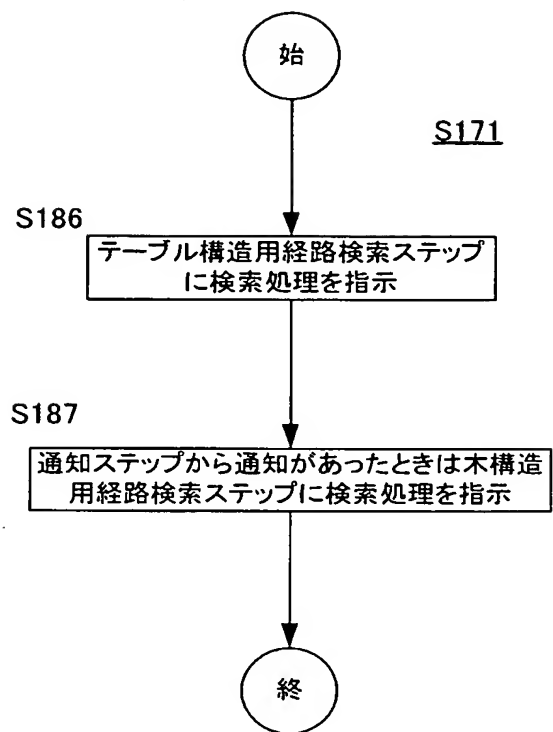 始
S171
S186
テーブル構造用経路検索ステップ
に検索処理を指示
S187
通知ステップから通知があったときは木構造
用経路検索ステップに検索処理を指示
終